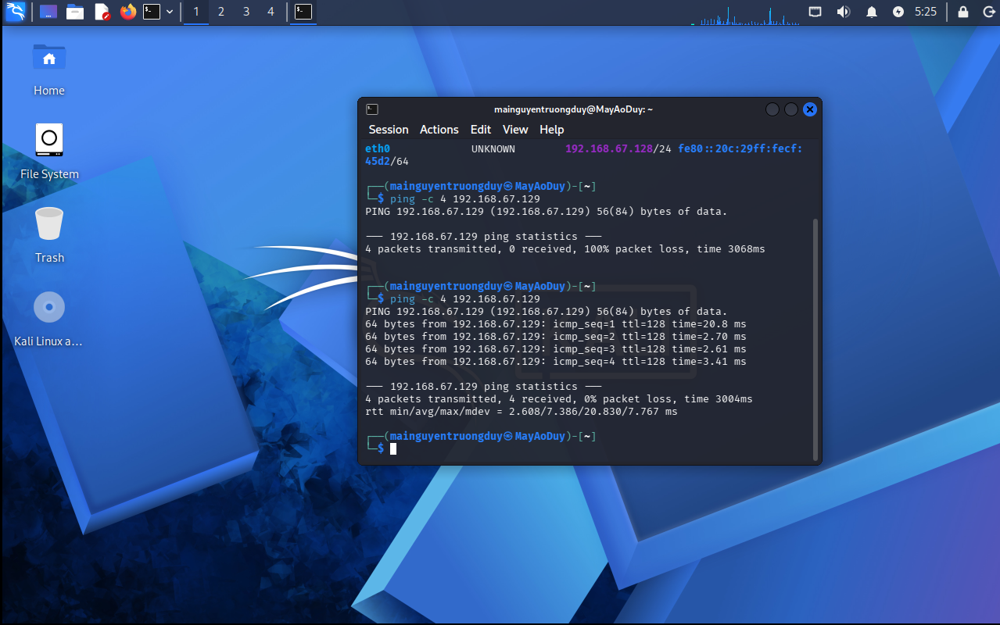 1 2 3 4
5:25
Home
File System
Trash
Kali Linux a...
mainguyentruongduy@MayAoDuy: ~
Session Actions Edit View Help
eth0 UNKNOWN 192.168.67.128/24 fe80::20c:29ff:fecf:
45d2/64
┌──(mainguyentruongduy㉿MayAoDuy)-[~]
└─$ ping -c 4 192.168.67.129
PING 192.168.67.129 (192.168.67.129) 56(84) bytes of data.
--- 192.168.67.129 ping statistics ---
4 packets transmitted, 0 received, 100% packet loss, time 3068ms
┌──(mainguyentruongduy㉿MayAoDuy)-[~]
└─$ ping -c 4 192.168.67.129
PING 192.168.67.129 (192.168.67.129) 56(84) bytes of data.
64 bytes from 192.168.67.129: icmp_seq=1 ttl=128 time=20.8 ms
64 bytes from 192.168.67.129: icmp_seq=2 ttl=128 time=2.70 ms
64 bytes from 192.168.67.129: icmp_seq=3 ttl=128 time=2.61 ms
64 bytes from 192.168.67.129: icmp_seq=4 ttl=128 time=3.41 ms
--- 192.168.67.129 ping statistics ---
4 packets transmitted, 4 received, 0% packet loss, time 3004ms
rtt min/avg/max/mdev = 2.608/7.386/20.830/7.767 ms
┌──(mainguyentruongduy㉿MayAoDuy)-[~]
└─$